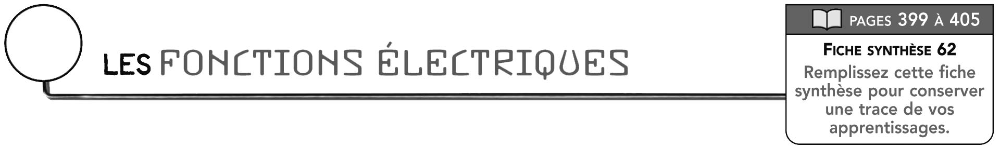 LES FONCTIONS ÉLECTRIQUES
PAGES 399 À 405
FICHE SYNTHÈSE 62
Remplissez cette fiche
synthèse pour conserver
une trace de vos
apprentissages.